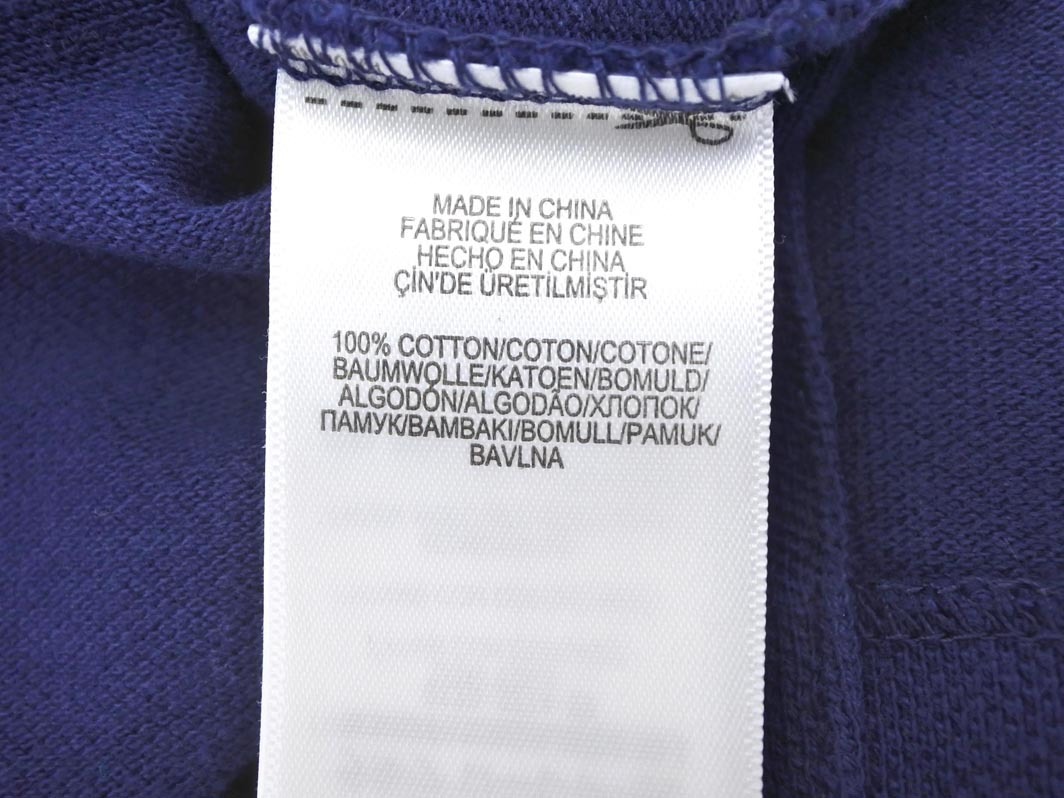 MADE IN CHINA
FABRIQUÉ EN CHINE
HECHO EN CHINA
ÇİN'DE ÜRETİLMİŞTİR
100% COTTON/COTON/COTONE/
BAUMWOLLE/KATOEN/BOMULD/
ALGODÓN/ALGODÃO/ХЛОПОК/
ПАМУК/BAMBAKI/BOMULL/PAMUK/
BAVLNA